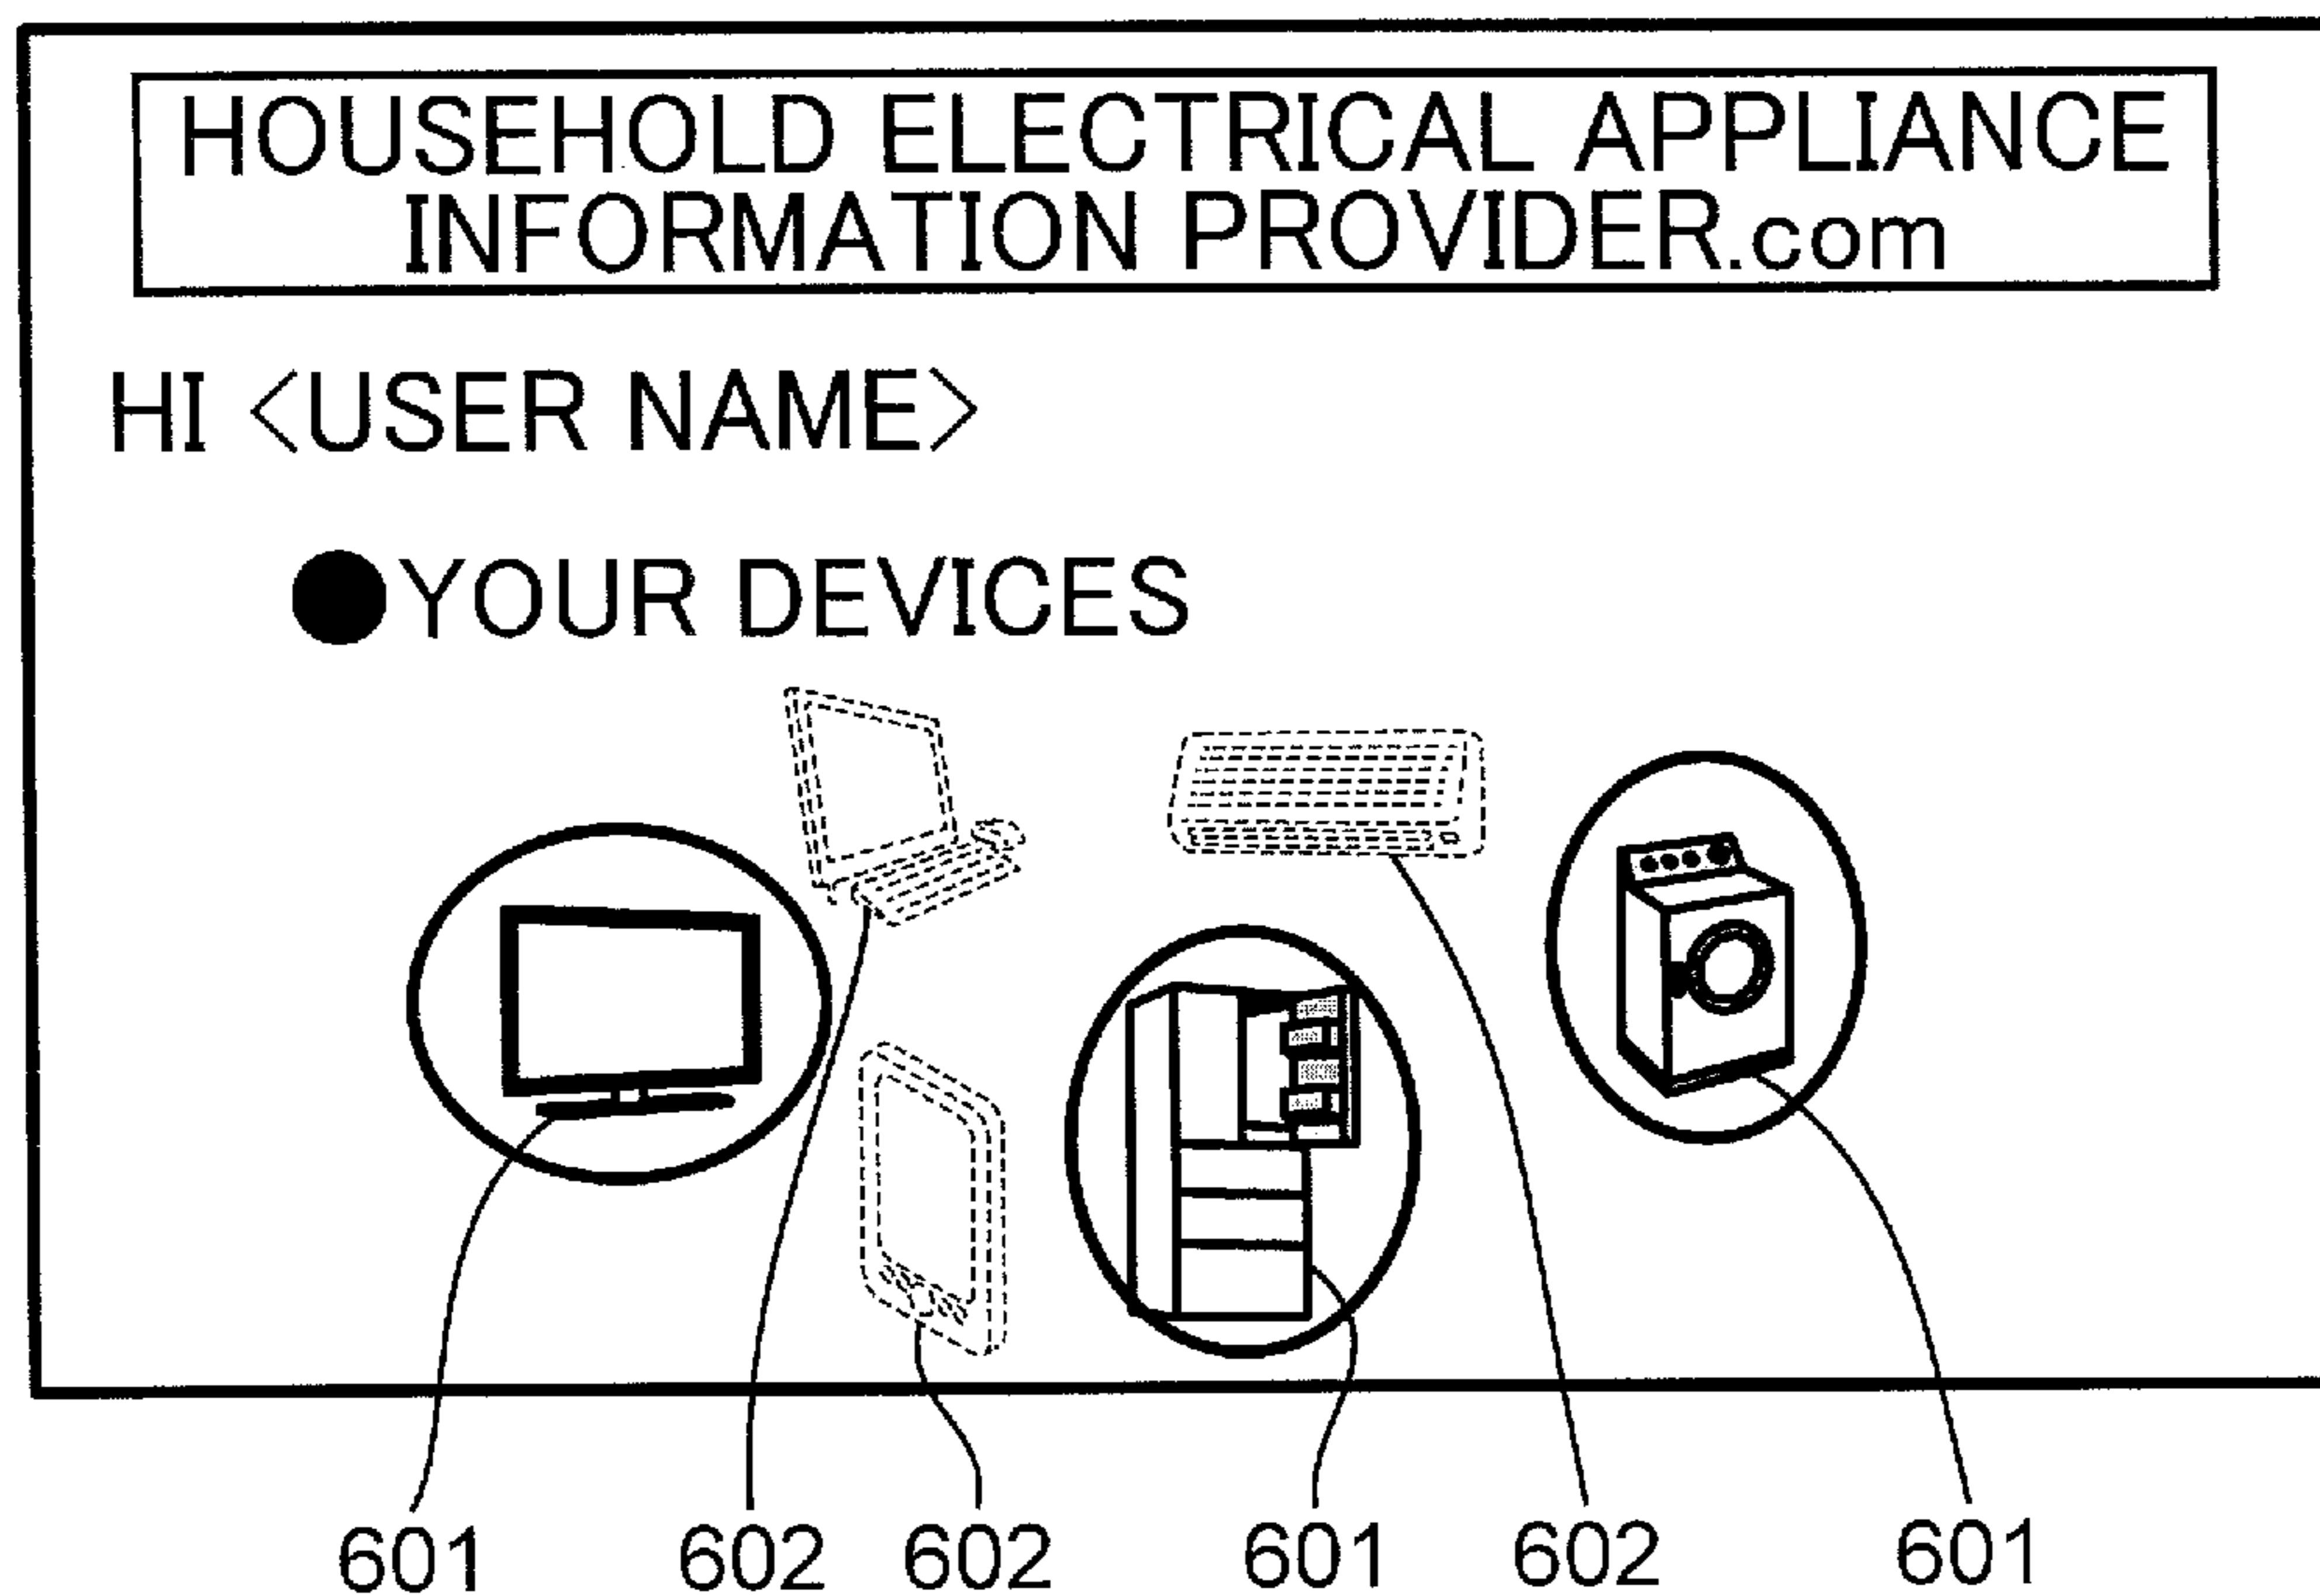 HOUSEHOLD ELECTRICAL APPLIANCE
INFORMATION PROVIDER.com
HI <USER NAME>
●YOUR DEVICES
601 602 602 601 602 601